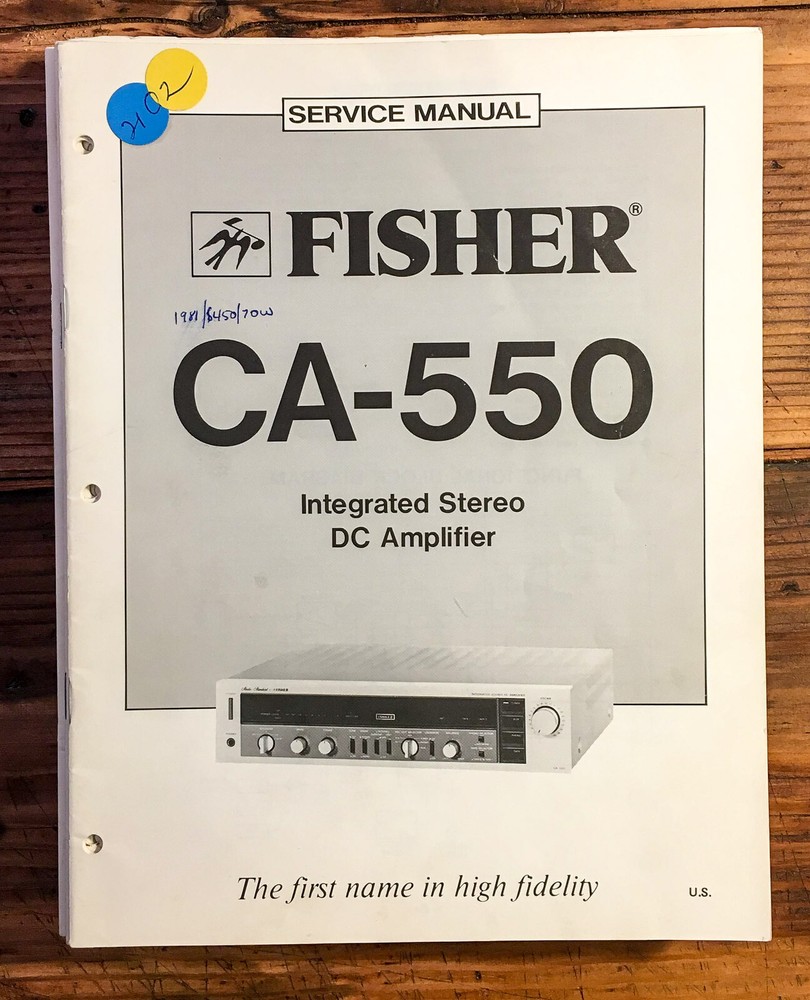 2102
SERVICE MANUAL
FISHER®
1981/$450/70W
CA-550
Integrated Stereo
DC Amplifier
The first name in high fidelity
U.S.